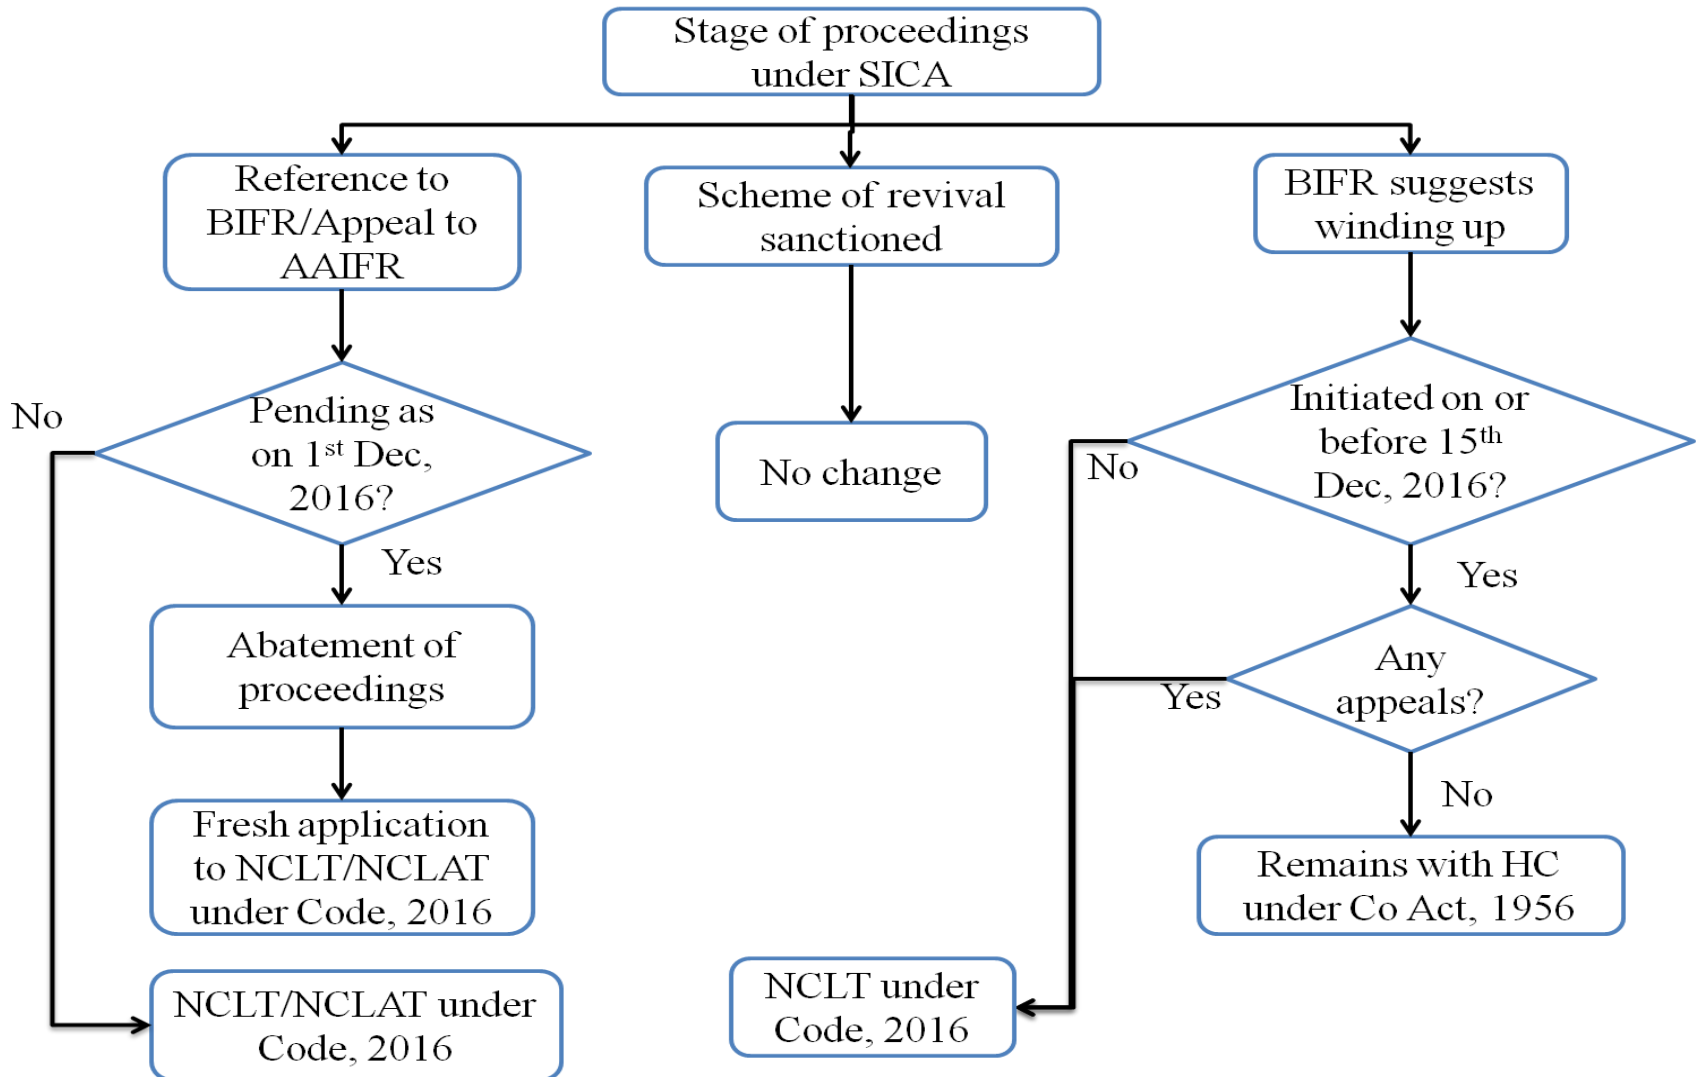 Stage of proceedings
under SICA
Reference to
BIFR/Appeal to
AAIFR
Scheme of revival
sanctioned
BIFR suggests
winding up
No
Pending as
on 1st Dec,
2016?
Yes
No change
Initiated on or
before 15th
Dec, 2016?
No
Yes
Abatement of
proceedings
Any
appeals?
Yes
No
Fresh application
to NCLT/NCLAT
under Code, 2016
Remains with HC
under Co Act, 1956
NCLT/NCLAT under
Code, 2016
NCLT under
Code, 2016